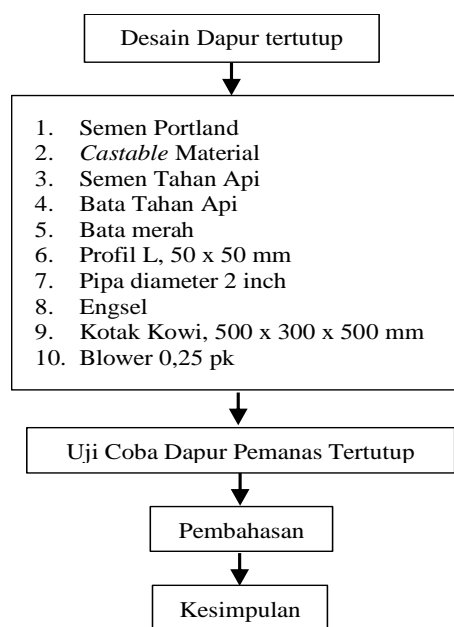 Desain Dapur tertutup
1. Semen Portland
2. Castable Material
3. Semen Tahan Api
4. Bata Tahan Api
5. Bata merah
6. Profil L, 50 x 50 mm
7. Pipa diameter 2 inch
8. Engsel
9. Kotak Kowi, 500 x 300 x 500 mm
10. Blower 0,25 pk
Uji Coba Dapur Pemanas Tertutup
Pembahasan
Kesimpulan